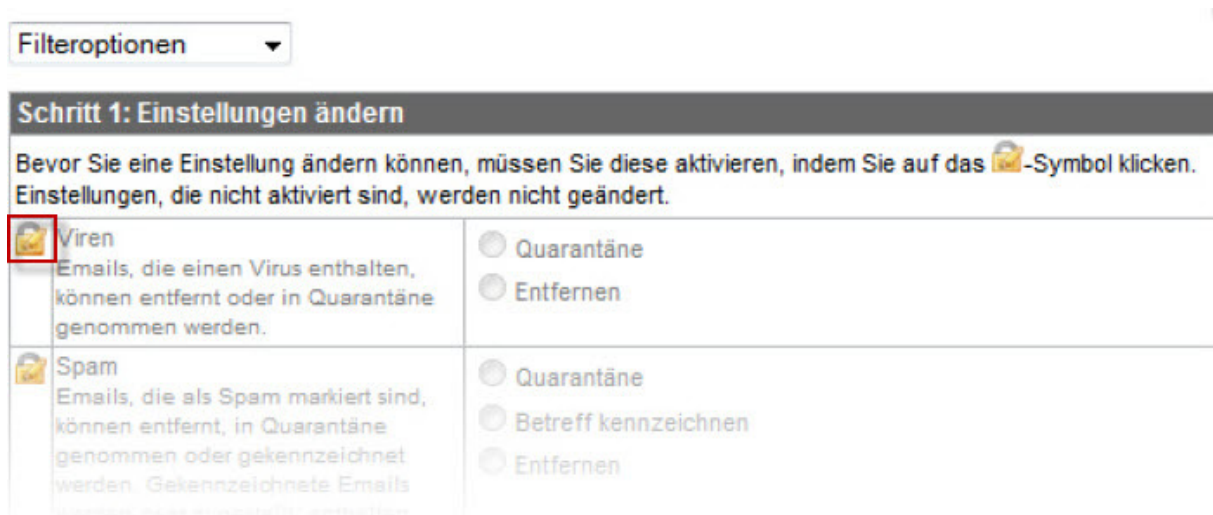 Filteroptionen
Schritt 1: Einstellungen ändern
Bevor Sie eine Einstellung ändern können, müssen Sie diese aktivieren, indem Sie auf das -Symbol klicken.
Einstellungen, die nicht aktiviert sind, werden nicht geändert.
Viren
Emails, die einen Virus enthalten,
können entfernt oder in Quarantäne
genommen werden.
Quarantäne
Entfernen
Spam
Emails, die als Spam markiert sind,
können entfernt, in Quarantäne
genommen oder gekennzeichnet
werden. Gekennzeichnete Emails
Quarantäne
Betreff kennzeichnen
Entfernen